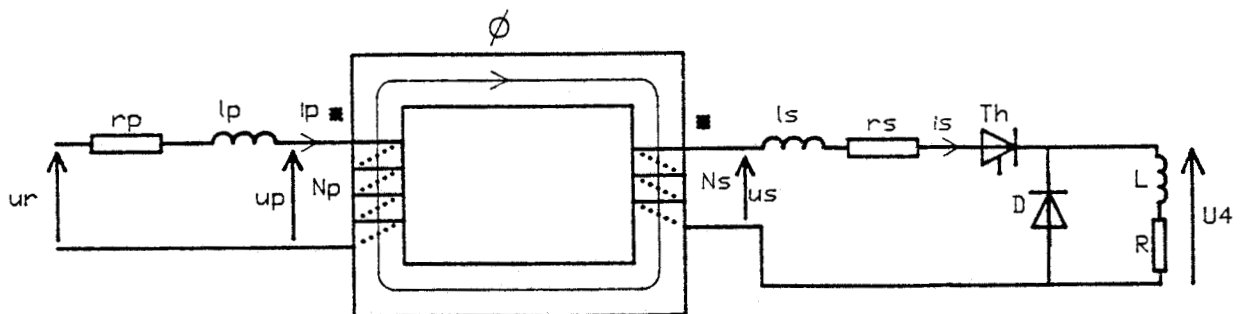 ø
rp lp Ip ⁎ ⁎ ls rs is Th
ur up Np Ns us D L R U4